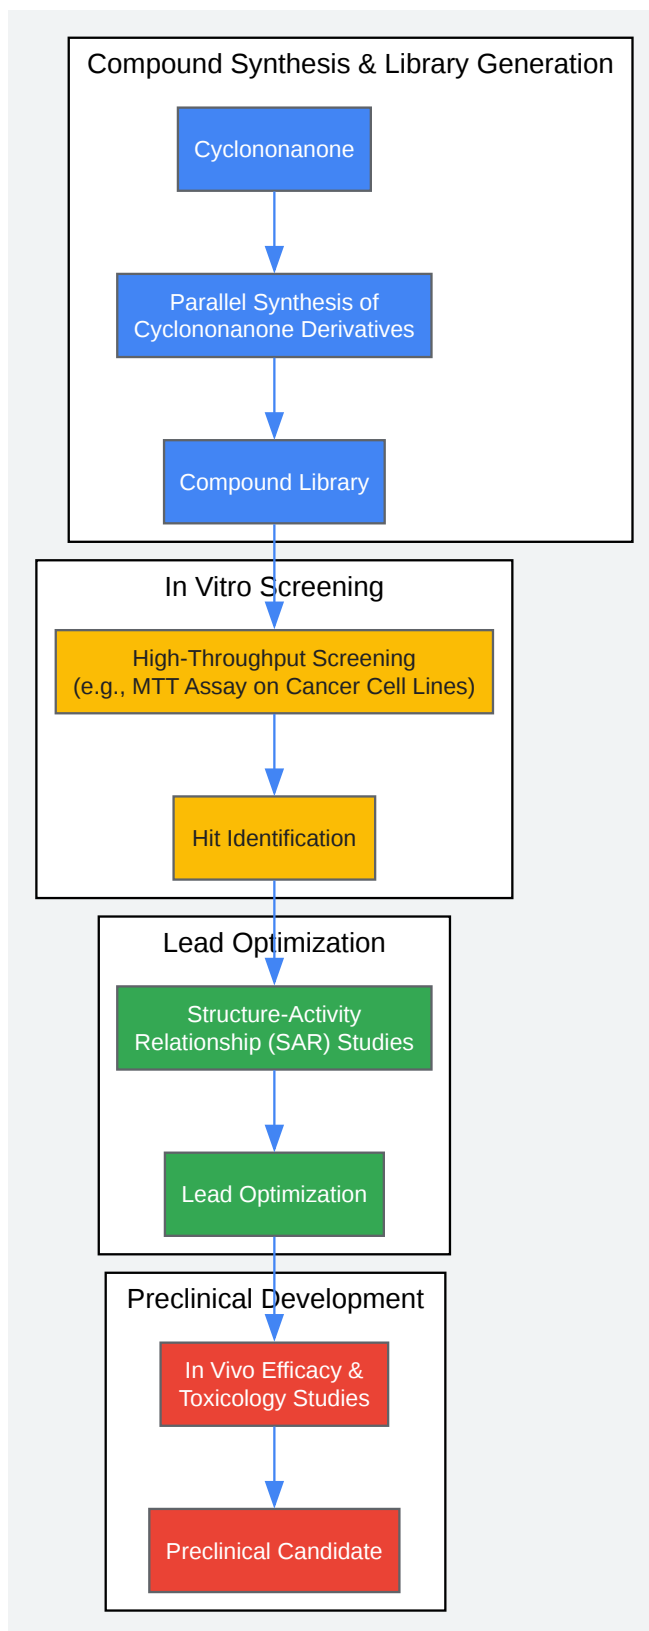 Compound Synthesis & Library Generation
Cyclononanone
Parallel Synthesis of
Cyclononanone Derivatives
Compound Library
In Vitro Screening
High-Throughput Screening
(e.g., MTT Assay on Cancer Cell Lines)
Hit Identification
Lead Optimization
Structure-Activity
Relationship (SAR) Studies
Lead Optimization
Preclinical Development
In Vivo Efficacy &
Toxicology Studies
Preclinical Candidate